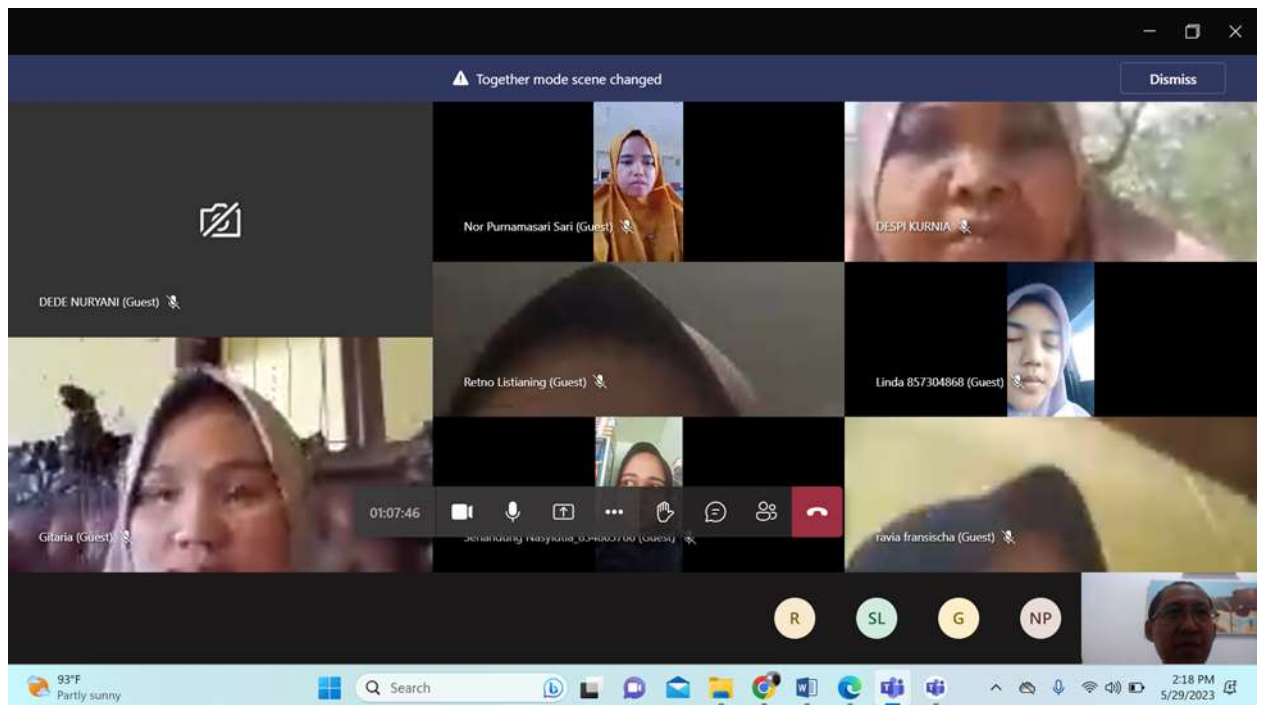 Together mode scene changed
Dismiss
Nor Purnamasari Sari (Guest)
DESPI KURNIA
DEDE NURYANI (Guest)
Retno Listianing (Guest)
Linda 857304868 (Guest)
01:07:46
Gitaria (Guest)
(Guest)
ravia fransischa (Guest)
R
SL
G
NP
93°F
Partly sunny
Search
2:18 PM
5/29/2023